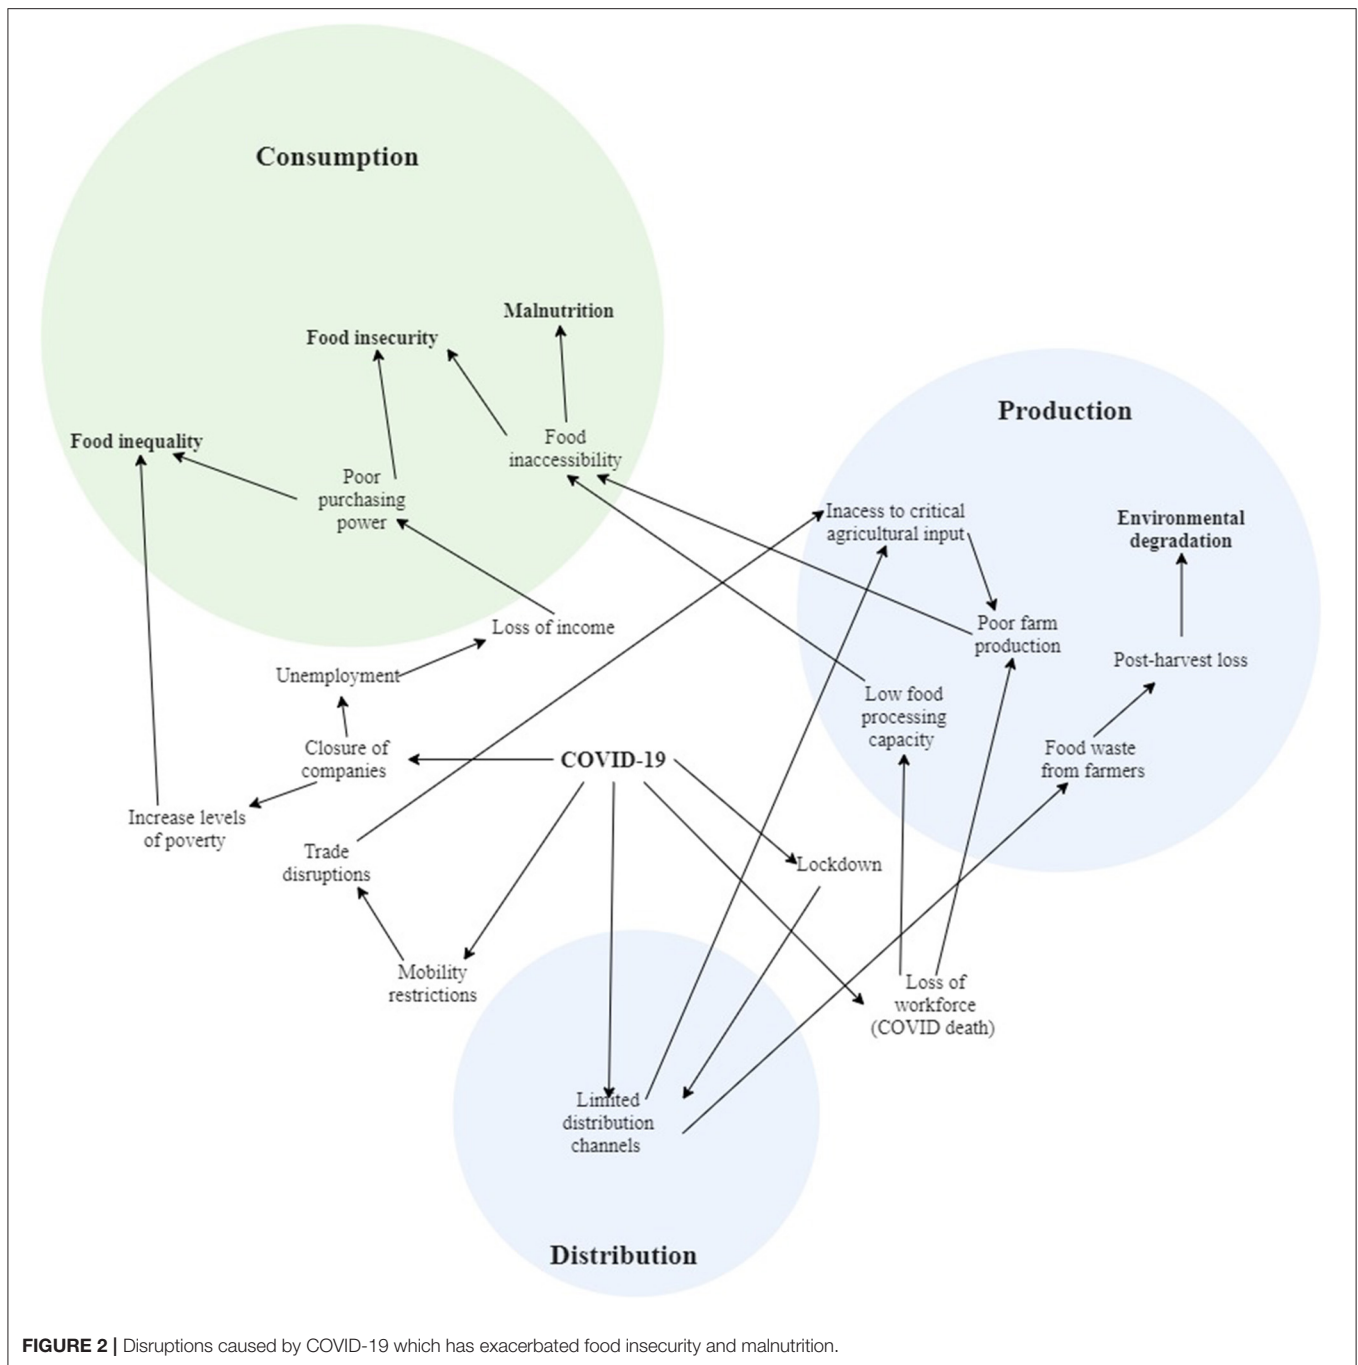 Consumption
Malnutrition
Food insecurity
Food inequality
Food
inaccessibility
Poor
purchasing
power
Production
Inacess to critical
agricultural input
Environmental
degradation
Poor farm
production
Post-harvest loss
Low food
processing
capacity
Food waste
from farmers
Loss of income
Unemployment
Closure of
companies
COVID-19
Increase levels
of poverty
Trade
disruptions
Lockdown
Mobility
restrictions
Loss of
workforce
(COVID death)
Limited
distribution
channels
Distribution
FIGURE 2 | Disruptions caused by COVID-19 which has exacerbated food insecurity and malnutrition.